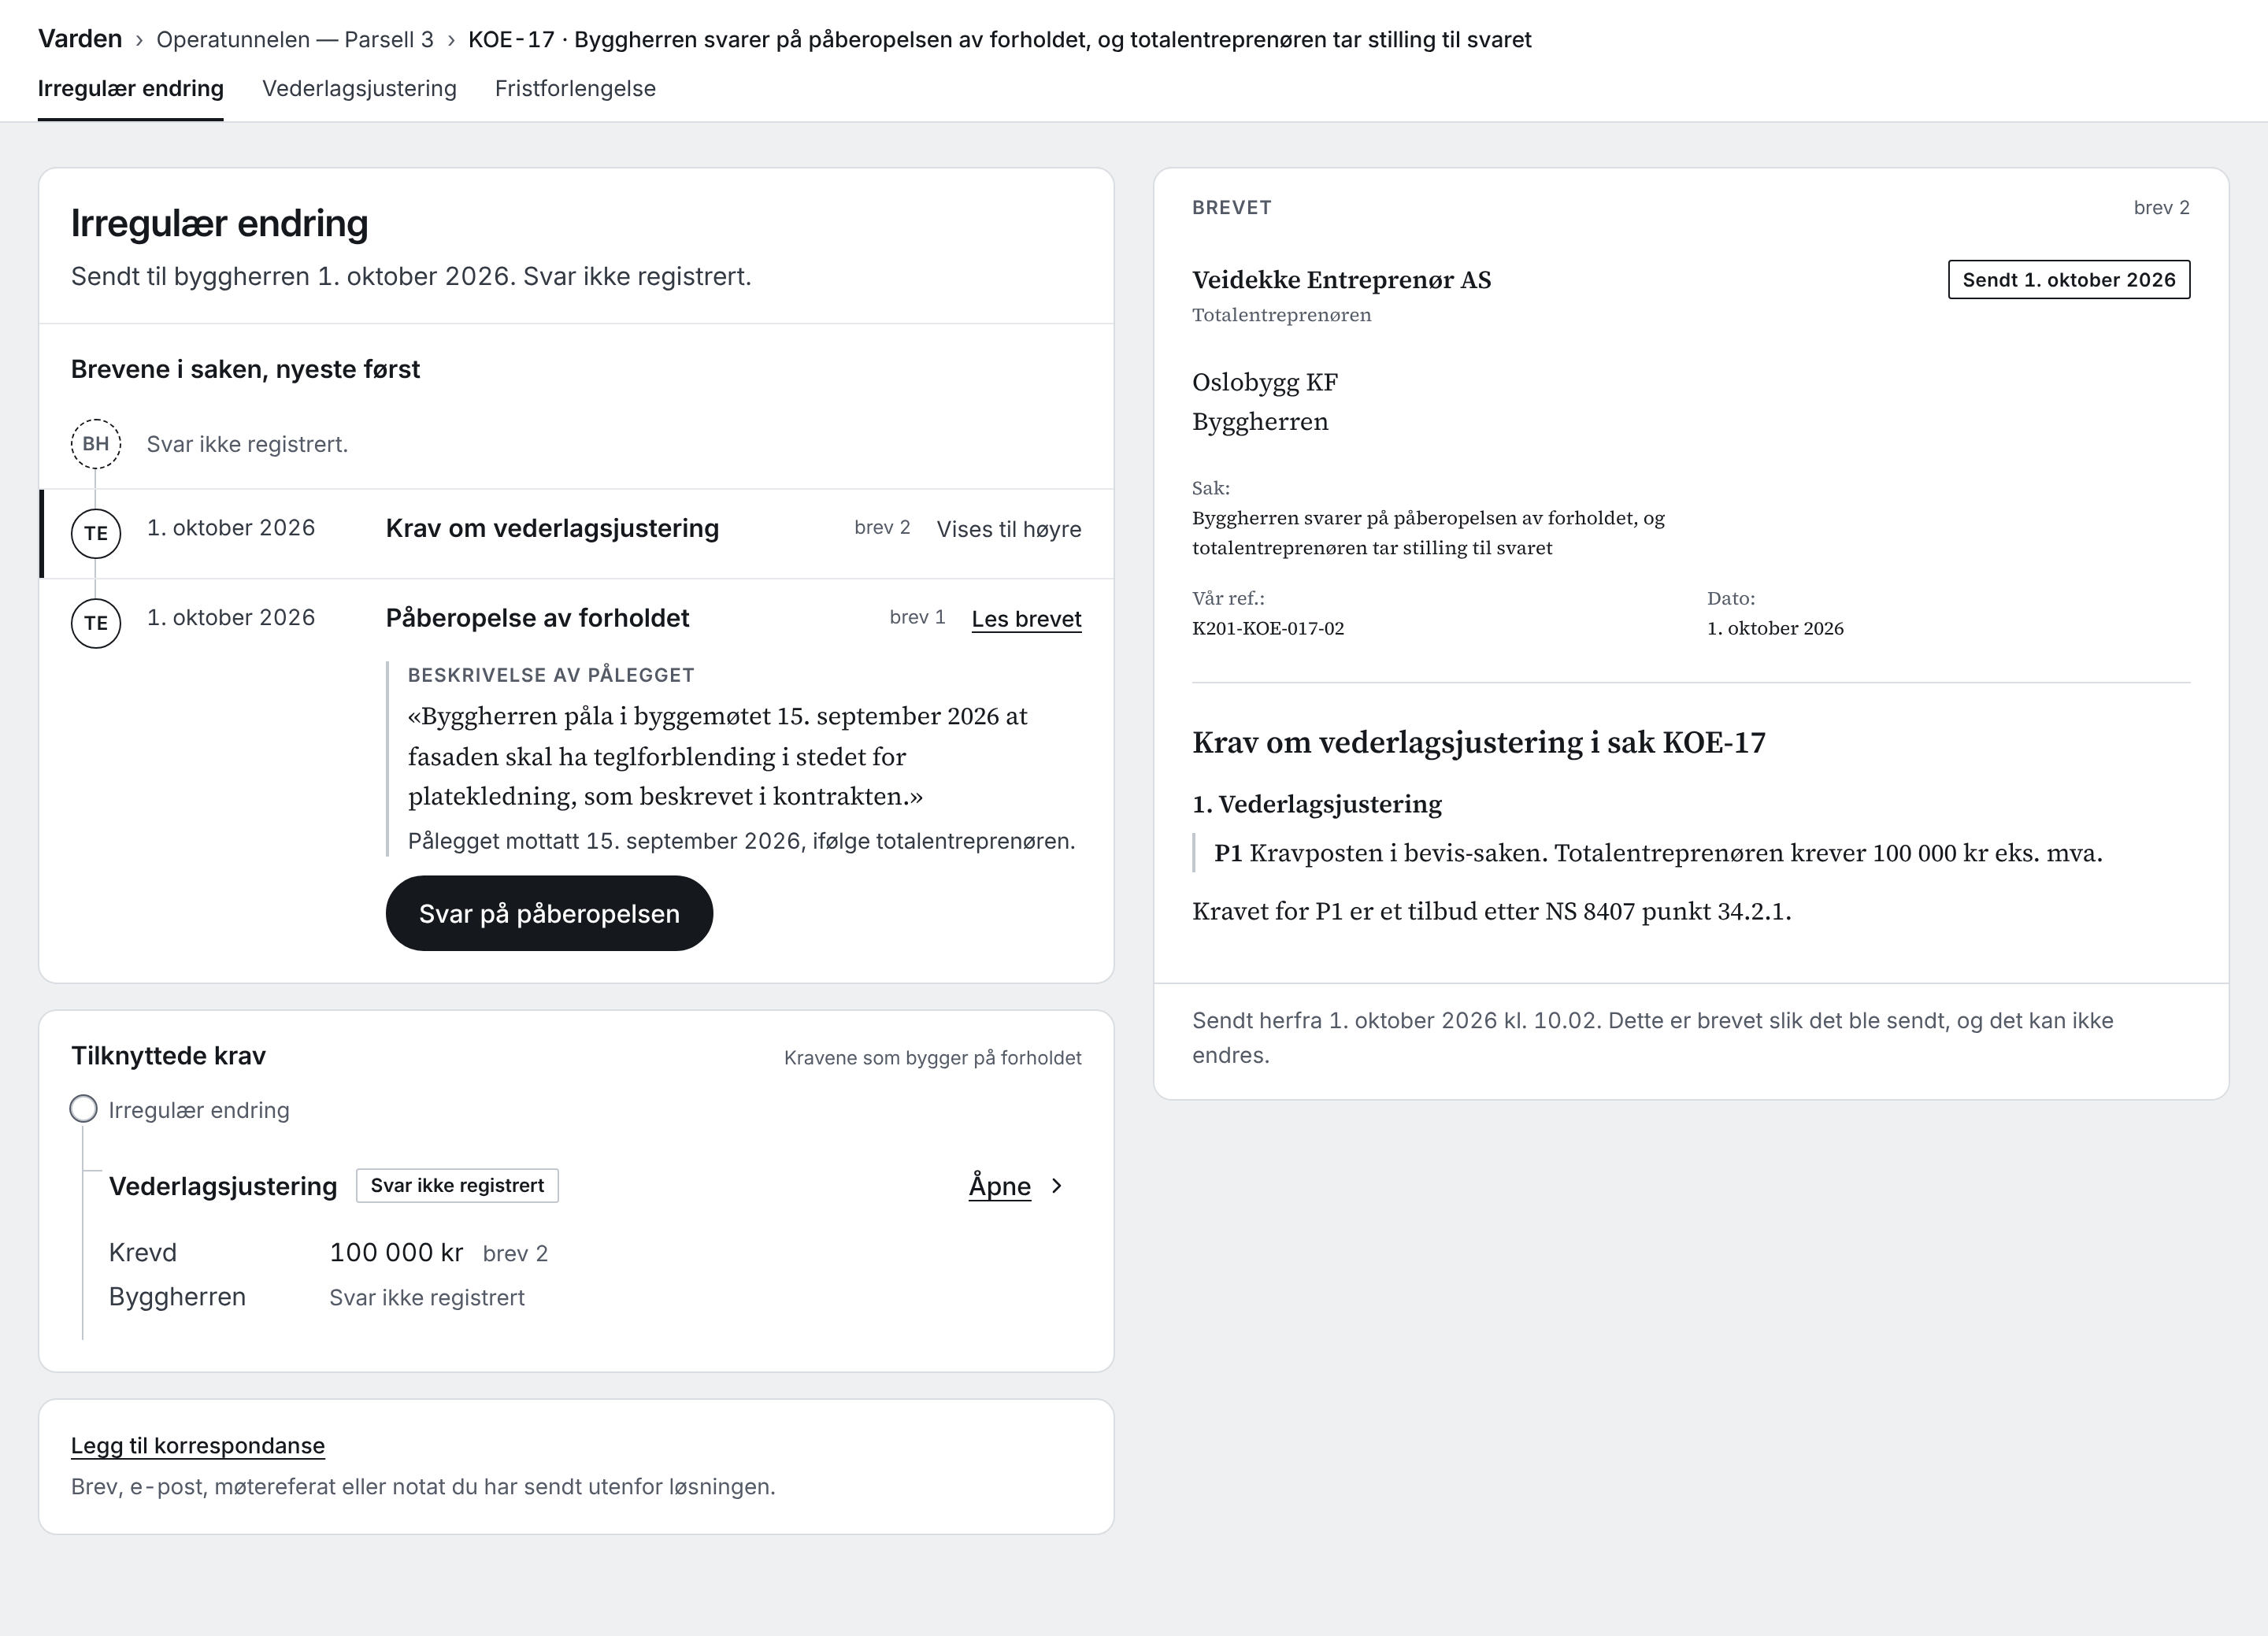 Varden › Operatunnelen — Parsell 3 › KOE-17 · Byggherren svarer på påberopelsen av forholdet, og totalentreprenøren tar stilling til svaret
Irregulær endring Vederlagsjustering Fristforlengelse
Irregulær endring
Sendt til byggherren 1. oktober 2026. Svar ikke registrert.
Brevene i saken, nyeste først
BH Svar ikke registrert.
TE 1. oktober 2026 Krav om vederlagsjustering brev 2 Vises til høyre
TE 1. oktober 2026 Påberopelse av forholdet brev 1 Les brevet
BESKRIVELSE AV PÅLEGGET
«Byggherren påla i byggemøtet 15. september 2026 at
fasaden skal ha teglforblending i stedet for
platekledning, som beskrevet i kontrakten.»
Pålegget mottatt 15. september 2026, ifølge totalentreprenøren.
Svar på påberopelsen
Tilknyttede krav Kravene som bygger på forholdet
Irregulær endring
Vederlagsjustering Svar ikke registrert Åpne ›
Krevd 100 000 kr brev 2
Byggherren Svar ikke registrert
Legg til korrespondanse
Brev, e-post, møtereferat eller notat du har sendt utenfor løsningen.
BREVET brev 2
Veidekke Entreprenør AS Sendt 1. oktober 2026
Totalentreprenøren
Oslobygg KF
Byggherren
Sak:
Byggherren svarer på påberopelsen av forholdet, og
totalentreprenøren tar stilling til svaret
Vår ref.: Dato:
K201-KOE-017-02 1. oktober 2026
Krav om vederlagsjustering i sak KOE-17
1. Vederlagsjustering
P1 Kravposten i bevis-saken. Totalentreprenøren krever 100 000 kr eks. mva.
Kravet for P1 er et tilbud etter NS 8407 punkt 34.2.1.
Sendt herfra 1. oktober 2026 kl. 10.02. Dette er brevet slik det ble sendt, og det kan ikke
endres.